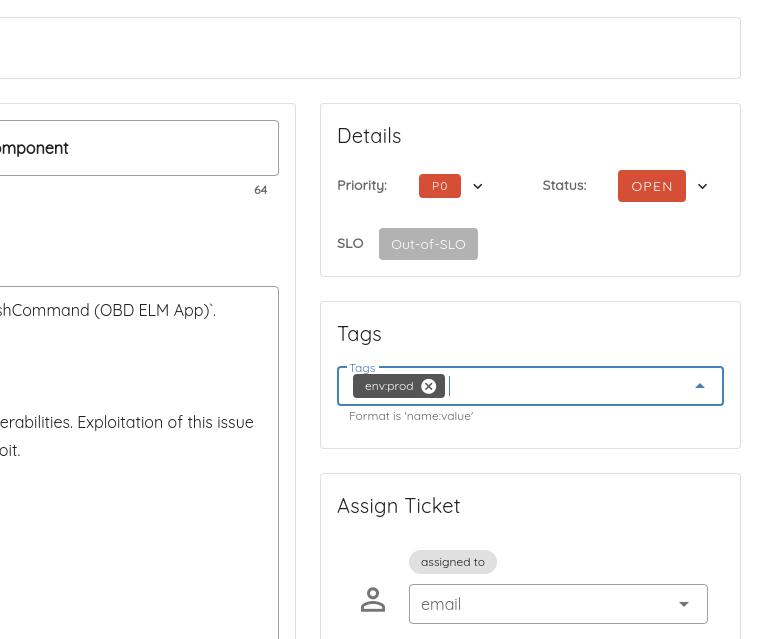 omponent
64
shCommand (OBD ELM App)`.
erabilities. Exploitation of this issue
oit.
Details
Priority: P0 Status: OPEN
SLO Out-of-SLO
Tags
Tags
env:prod
Format is 'name:value'
Assign Ticket
assigned to
email